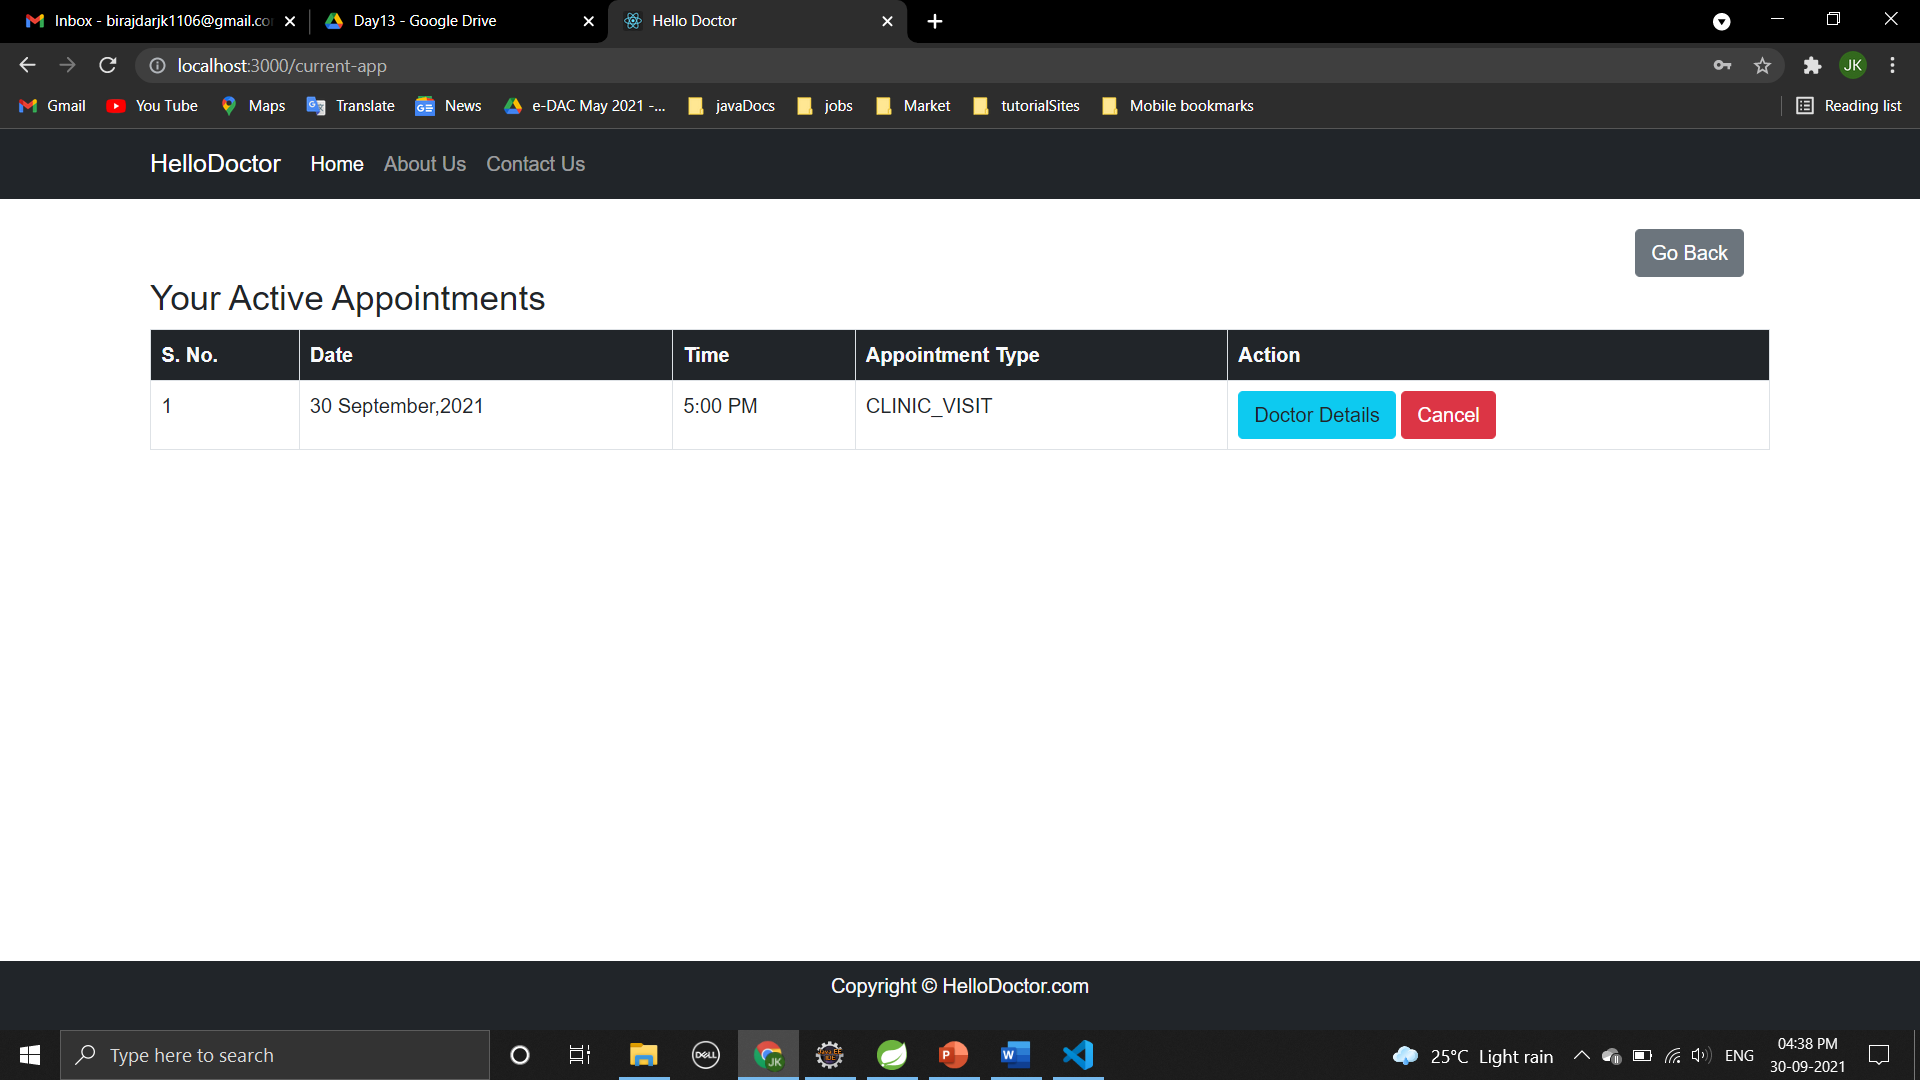 Inbox - birajdarjk1106@gmail.co
Day13 - Google Drive
Hello Doctor
localhost:3000/current-app
JK
Gmail
YouTube
Maps
Translate
News
e-DAC May 2021 -...
javaDocs
jobs
Market
tutorialSites
Mobile bookmarks
Reading list
HelloDoctor
Home
About Us
Contact Us
Go Back
Your Active Appointments
S. No. Date Time Appointment Type Action
1 30 September,2021 5:00 PM CLINIC_VISIT Doctor Details Cancel
Copyright © HelloDoctor.com
Type here to search
DELL
JK
25°C Light rain
ENG
04:38 PM
30-09-2021